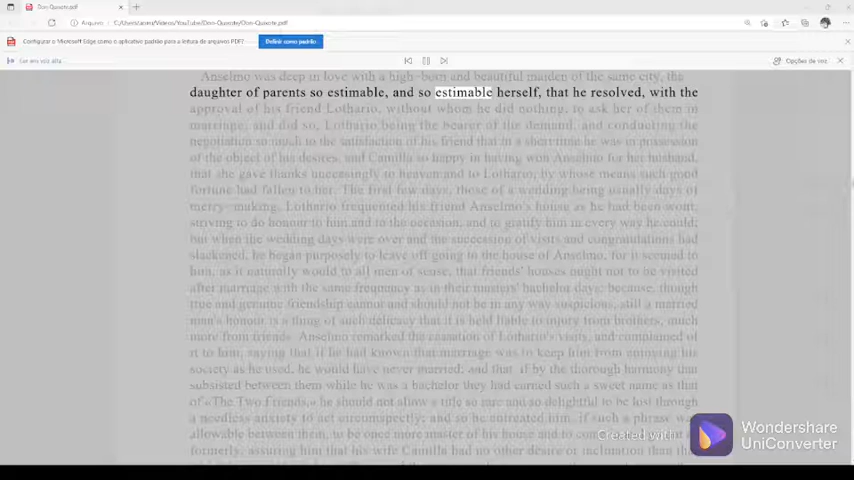 Don-Quixote.pdf
Arquivo C:/Users/
/Videos/YouTube/Don-Quixote/Don-Quixote.pdf
Configurar o Microsoft Edge como o aplicativo padrão para a leitura de arquivos PDF? Definir como padrão
Ler em voz alta Opções de voz
Anselmo was deep in love with a high-born and beautiful maiden of the same city, the
daughter of parents so estimable, and so estimable herself, that he resolved, with the
approval of his friend Lothario, without whom he did nothing, to ask her of them in
marriage, and did so, Lothario being the bearer of the demand, and conducting the
negotiation so much to the satisfaction of his friend that in a short time he was in possession
of the object of his desires, and Camilla so happy in having won Anselmo for her husband,
that she gave thanks unceasingly to heaven and to Lothario, by whose means such good
fortune had fallen to her. The first few days, those of a wedding being usually days of
merry-making, Lothario frequented his friend Anselmo's house as he had been wont,
striving to do honour to him and to the occasion, and to gratify him in every way he could;
but when the wedding days were over and the succession of visits and congratulations had
slackened, he began purposely to leave off going to the house of Anselmo, for it seemed to
him, as it naturally would to all men of sense, that friends' houses ought not to be visited
after marriage with the same frequency as in their masters' bachelor days: because, though
true and genuine friendship cannot and should not be in any way suspicious, still a married
man's honour is a thing of such delicacy that it is held liable to injury from brothers, much
more from friends. Anselmo remarked the cessation of Lothario's visits, and complained of
it to him, saying that if he had known that marriage was to keep him from enjoying his
society as he used, he would have never married; and that if by the thorough harmony that
subsisted between them while he was a bachelor they had earned such a sweet name as that
of «The Two Friends,» he should not allow a title so rare and so delightful to be lost through
a needless anxiety to act circumspectly; and so he entreated him, if such a phrase was
allowable between them, to be once more master of his house and to
formerly, assuring him that his wife Camilla had no other desire or inclination than
Created with Wondershare
UniConverter